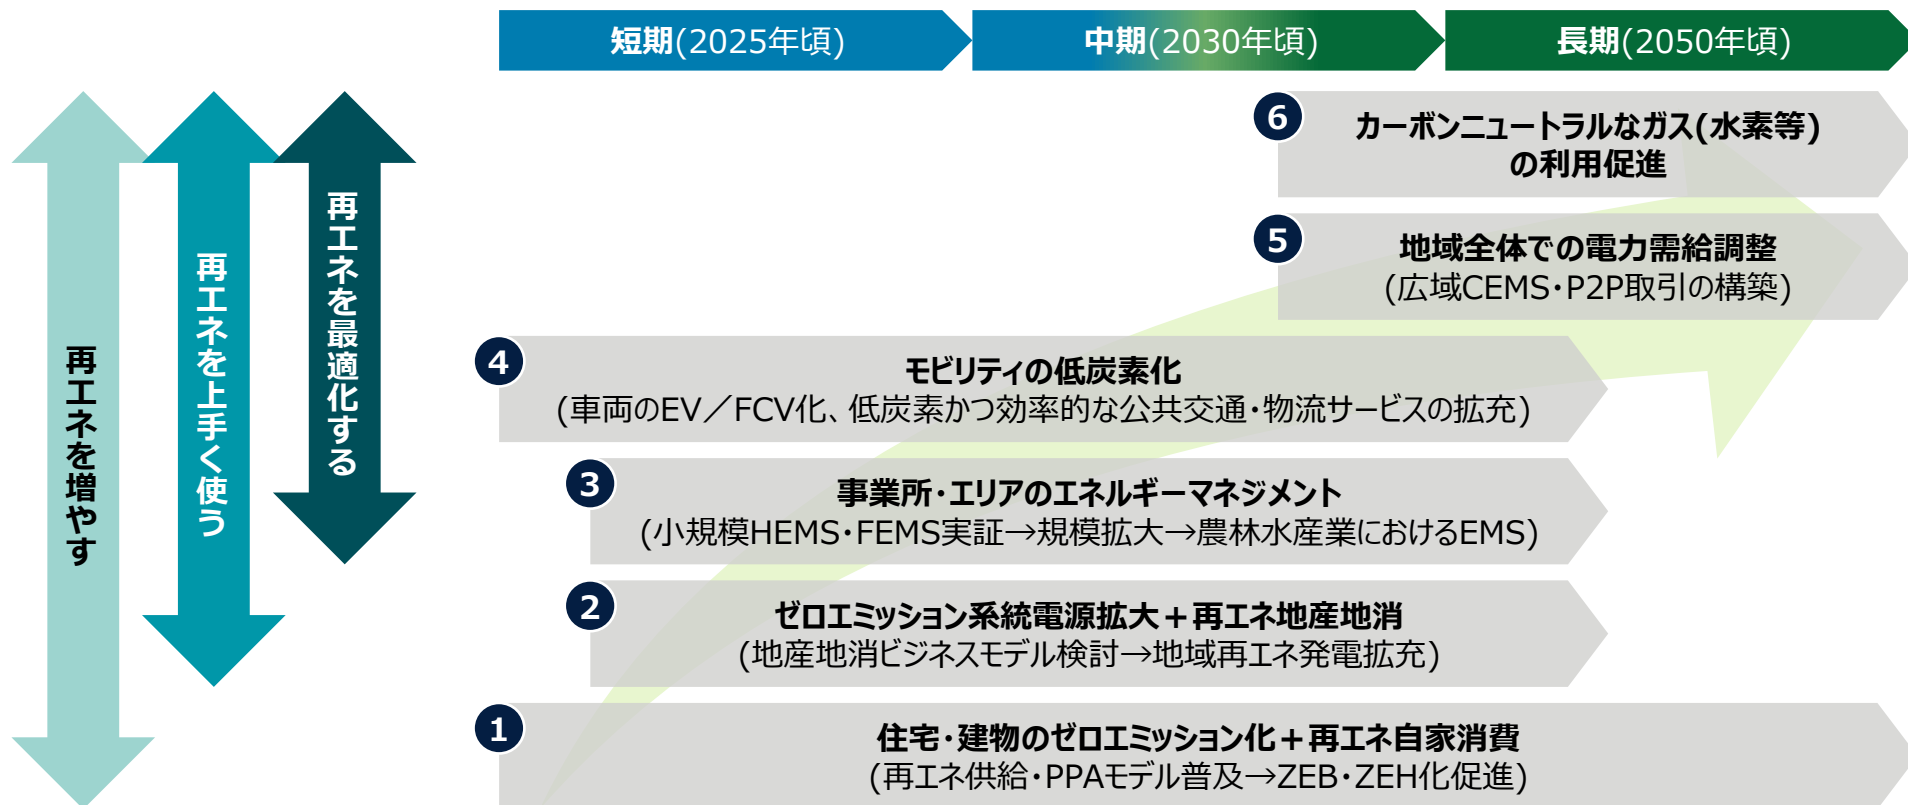 短期(2025年頃)
中期(2030年頃)
長期(2050年頃)
再エネを増やす
再エネを上手く使う
再エネを最適化する
6
カーボンニュートラルなガス(水素等)
の利用促進
5
地域全体での電力需給調整
(広域CEMS・P2P取引の構築)
4
モビリティの低炭素化
(車両のEV／FCV化、低炭素かつ効率的な公共交通・物流サービスの拡充)
3
事業所・エリアのエネルギーマネジメント
(小規模HEMS・FEMS実証→規模拡大→農林水産業におけるEMS)
2
ゼロエミッション系統電源拡大＋再エネ地産地消
(地産地消ビジネスモデル検討→地域再エネ発電拡充)
1
住宅・建物のゼロエミッション化＋再エネ自家消費
(再エネ供給・PPAモデル普及→ZEB・ZEH化促進)